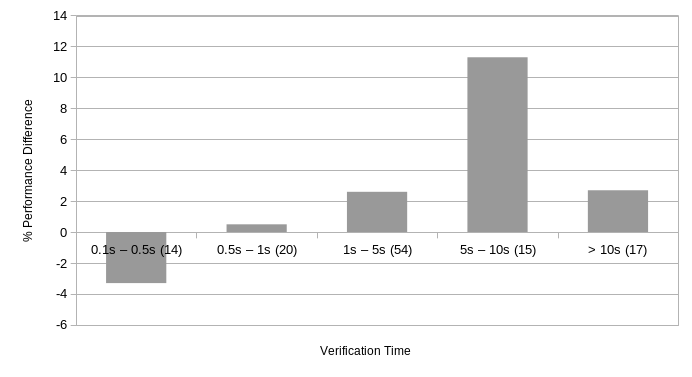 14
12
10
8
6
4
2
0
-2
-4
-6
% Performance Difference
0.1s – 0.5s (14)
0.5s – 1s (20)
1s – 5s (54)
5s – 10s (15)
> 10s (17)
Verification Time